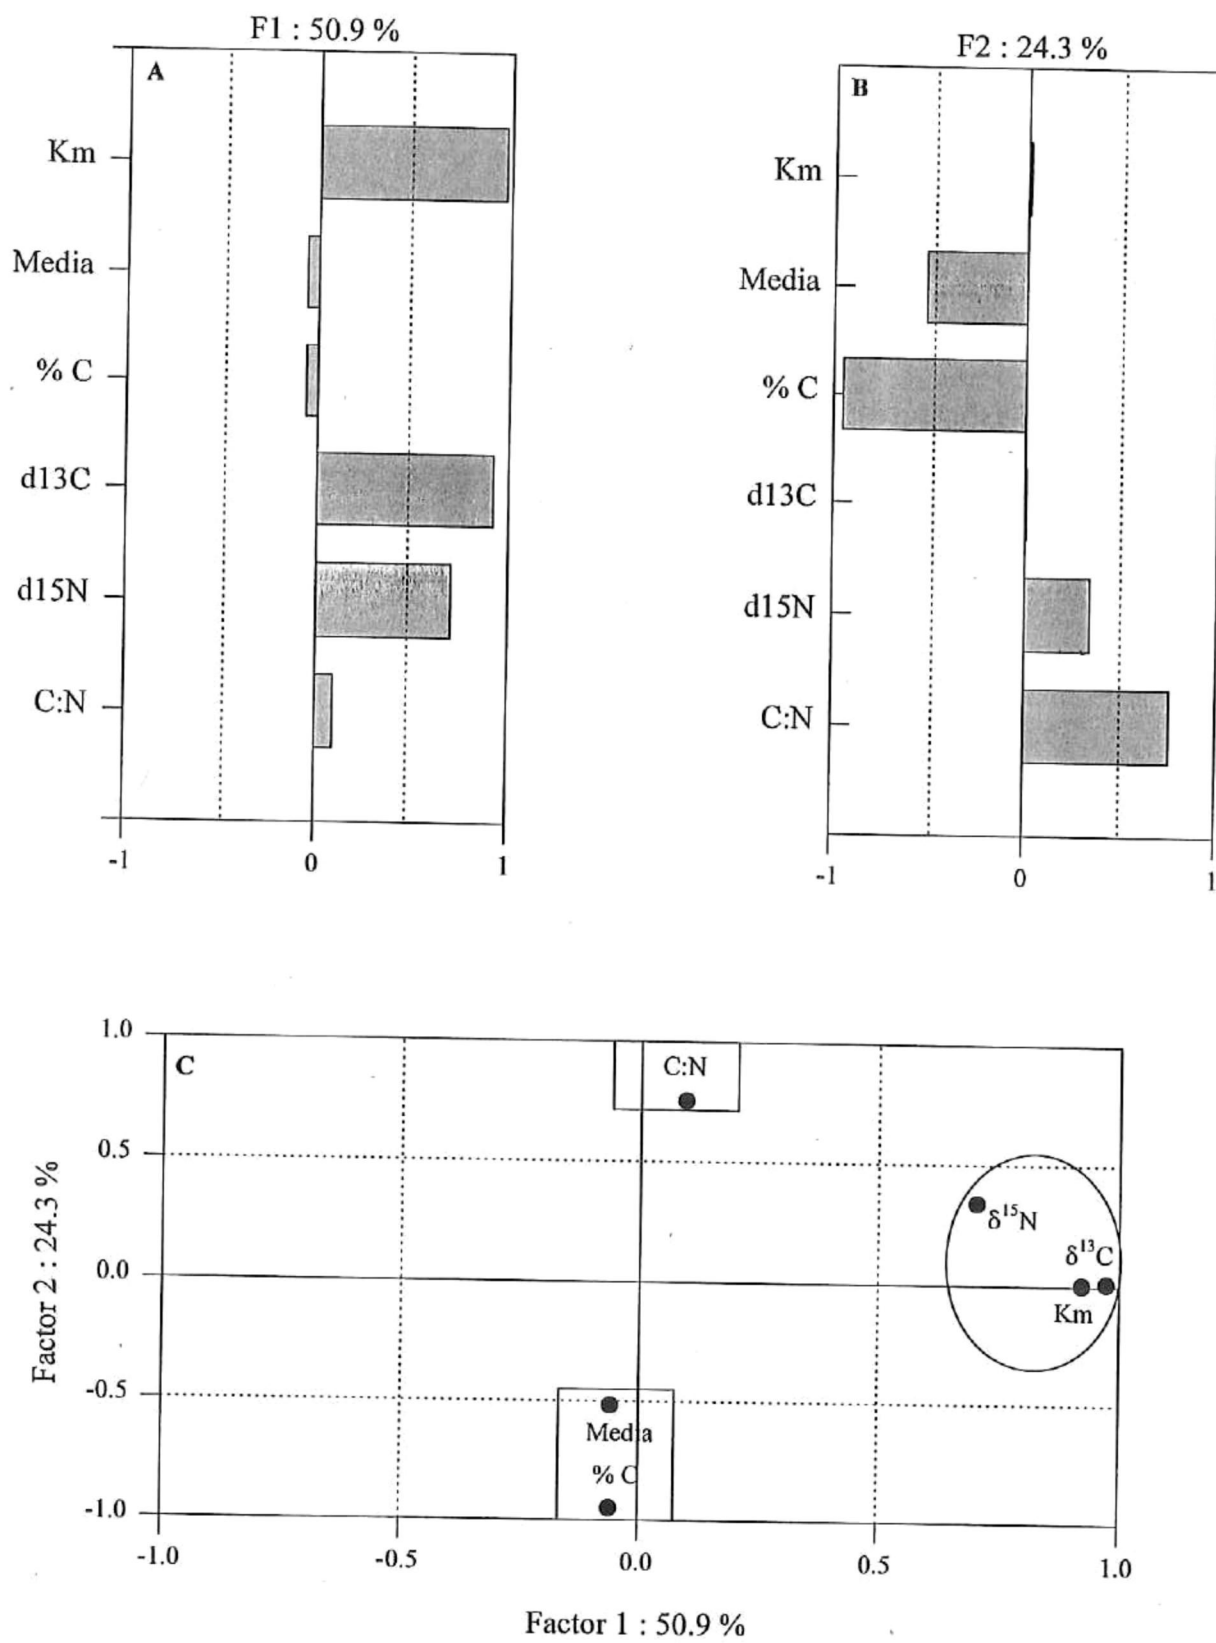 F1 : 50.9 %
A
Km
Media
% C
d13C
d15N
C:N
-1
0
1
F2 : 24.3 %
B
Km
Media
% C
d13C
d15N
C:N
-1
0
1
C
1.0
0.5
0.0
-0.5
-1.0
Factor 2 : 24.3 %
C:N
δ¹⁵N
δ¹³C
Km
Media
% C
-1.0
-0.5
0.0
0.5
1.0
Factor 1 : 50.9 %